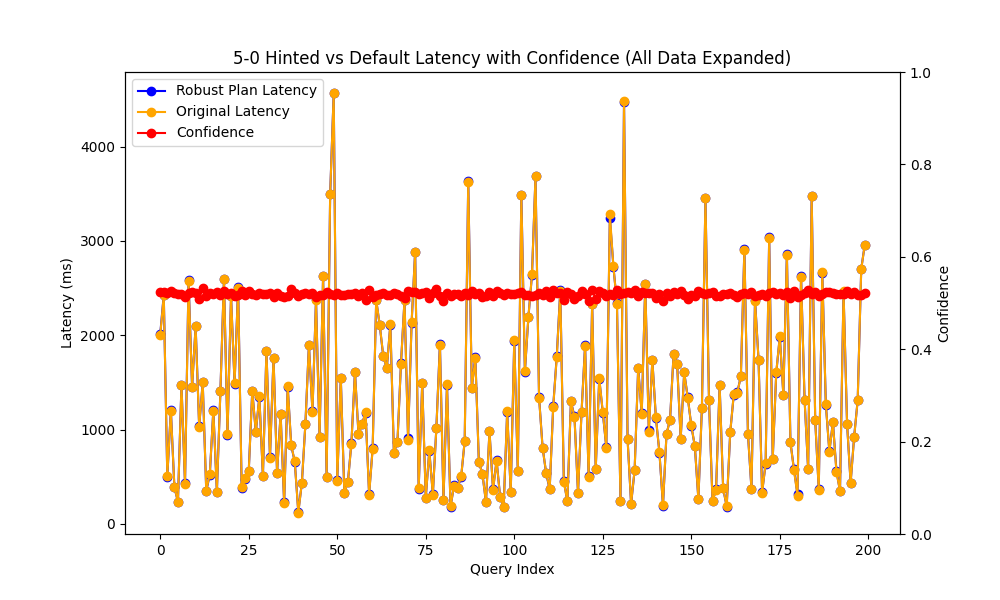 5-0 Hinted vs Default Latency with Confidence (All Data Expanded)
Robust Plan Latency
Original Latency
Confidence
Latency (ms)
4000
3000
2000
1000
0
1.0
0.8
0.6
0.4
0.2
0.0
Confidence
0 25 50 75 100 125 150 175 200
Query Index